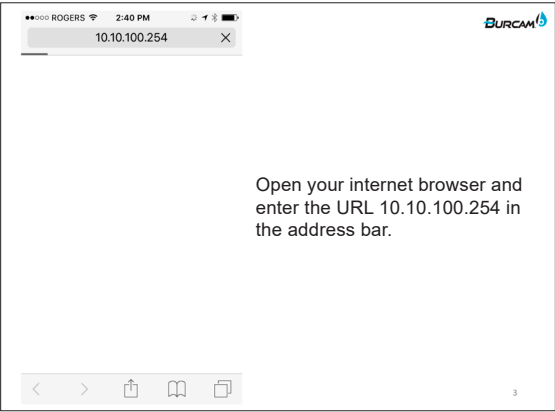 ROGERS 2:40 PM
10.10.100.254
BURCAM b
Open your internet browser and
enter the URL 10.10.100.254 in
the address bar.
3